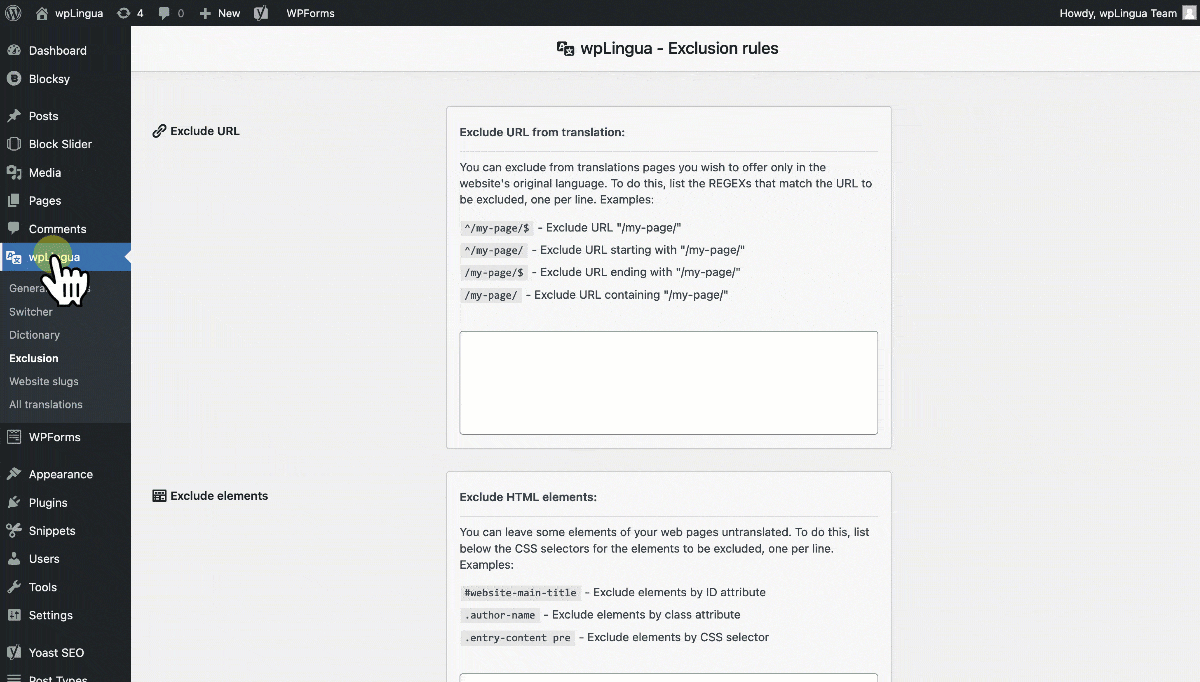 wpLingua 4 0 New WPForms Howdy, wpLingua Team
Dashboard
Blocksy
Posts
Block Slider
Media
Pages
Comments
wpLingua
Switcher
Dictionary
Exclusion
Website slugs
All translations
WPForms
Appearance
Plugins
Snippets
Users
Tools
Settings
Yoast SEO
Post Types
wpLingua - Exclusion rules
Exclude URL
Exclude URL from translation:
You can exclude from translations pages you wish to offer only in the
website's original language. To do this, list the REGEXs that match the URL to
be excluded, one per line. Examples:
^/my-page/$ - Exclude URL "/my-page/"
^/my-page/ - Exclude URL starting with "/my-page/"
/my-page/$ - Exclude URL ending with "/my-page/"
/my-page/ - Exclude URL containing "/my-page/"
Exclude elements
Exclude HTML elements:
You can leave some elements of your web pages untranslated. To do this, list
below the CSS selectors for the elements to be excluded, one per line.
Examples:
#website-main-title - Exclude elements by ID attribute
.author-name - Exclude elements by class attribute
.entry-content pre - Exclude elements by CSS selector